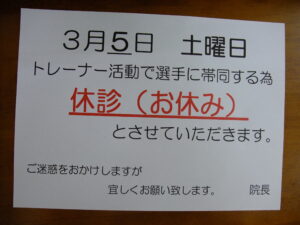 3月5日　土曜日
トレーナー活動で選手に帯同する為
休診（お休み）
とさせていただきます。
ご迷惑をおかけしますが
宜しくお願い致します。　院長